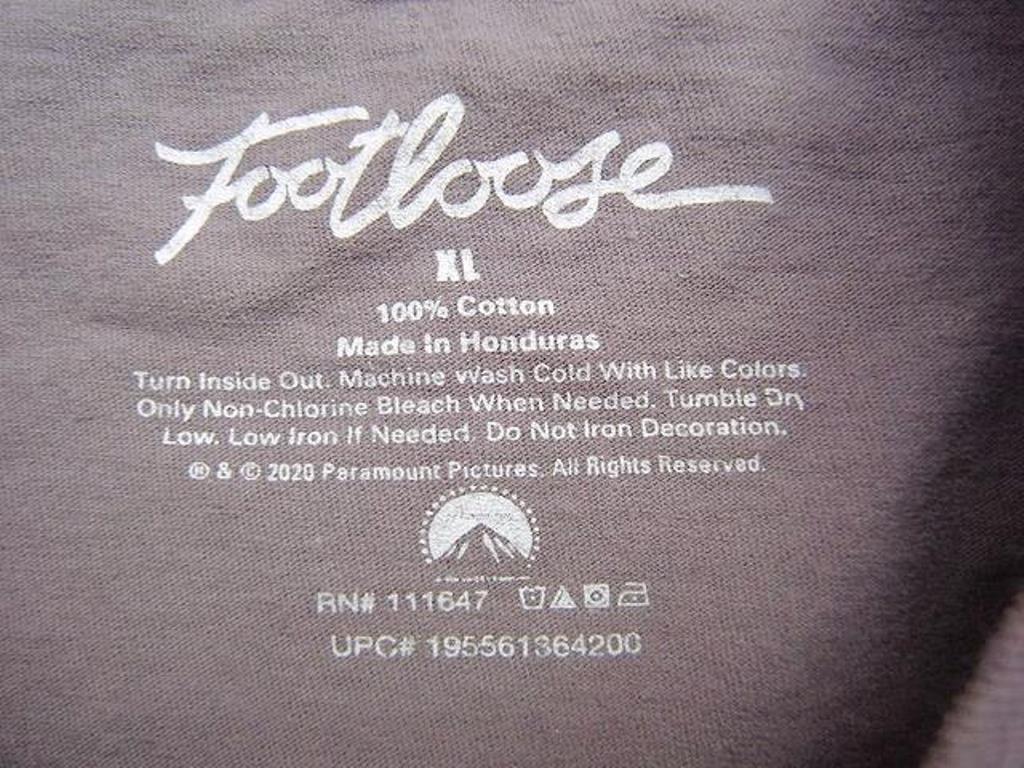 Footloose
XL
100% Cotton
Made In Honduras
Turn Inside Out. Machine Wash Cold With Like Colors.
Only Non-Chlorine Bleach When Needed. Tumble Dry
Low. Low Iron If Needed. Do Not Iron Decoration.
® & © 2020 Paramount Pictures. All Rights Reserved.
RN# 111647
UPC# 195561364200